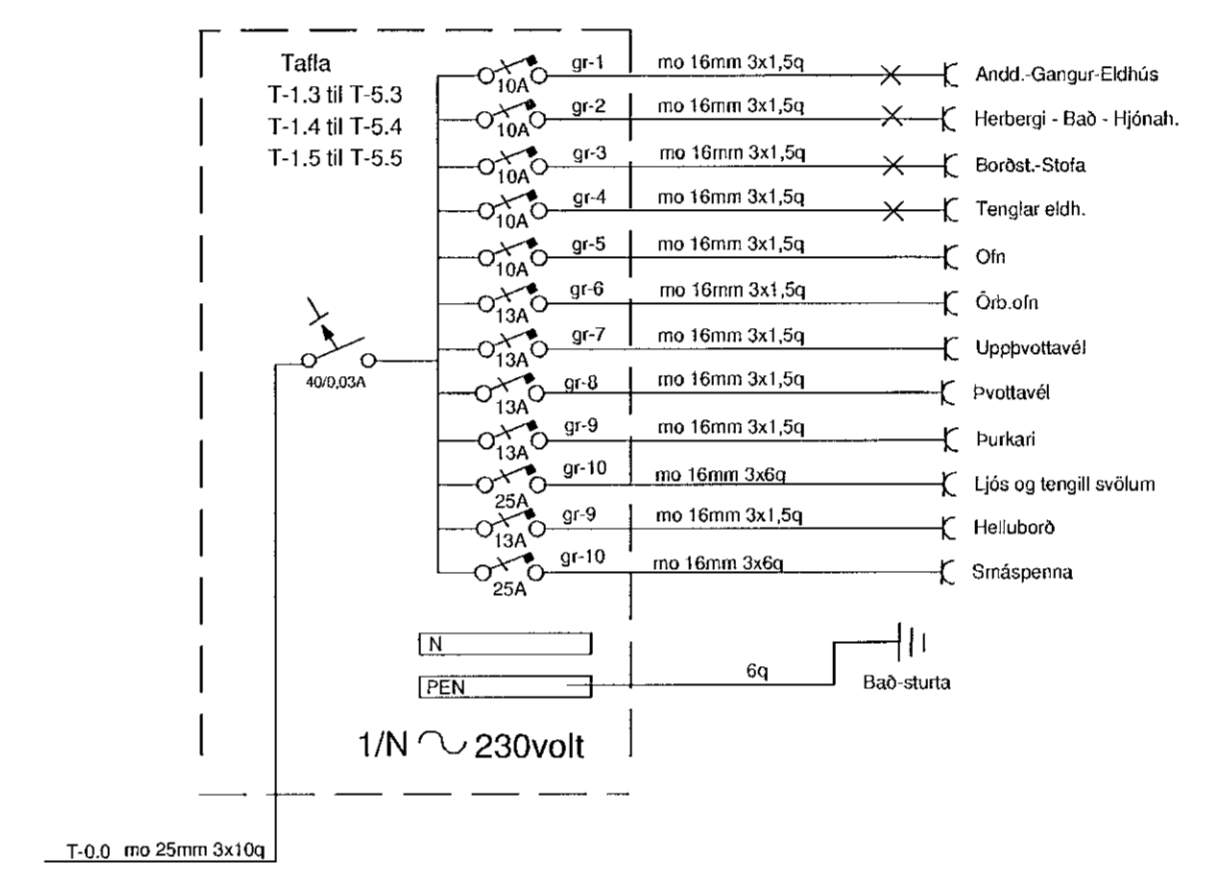 Tafla
T-1.3 til T-5.3
T-1.4 til T-5.4
T-1.5 til T-5.5
10A gr-1 mo 16mm 3x1,5q Andd.-Gangur-Eldhús
10A gr-2 mo 16mm 3x1,5q Herbergi - Bað - Hjónah.
10A gr-3 mo 16mm 3x1,5q Borðst.-Stofa
10A gr-4 mo 16mm 3x1,5q Tenglar eldh.
10A gr-5 mo 16mm 3x1,5q Ofn
13A gr-6 mo 16mm 3x1,5q Örb.ofn
13A gr-7 mo 16mm 3x1,5q Uppþvottavél
13A gr-8 mo 16mm 3x1,5q Þvottavél
13A gr-9 mo 16mm 3x1,5q Þurkari
25A gr-10 mo 16mm 3x6q Ljós og tengill svölum
13A gr-9 mo 16mm 3x1,5q Helluborð
25A gr-10 mo 16mm 3x6q Smáspenna
40/0,03A
N
PEN 6q Bað-sturta
1/N 230volt
T-0.0 mo 25mm 3x10q